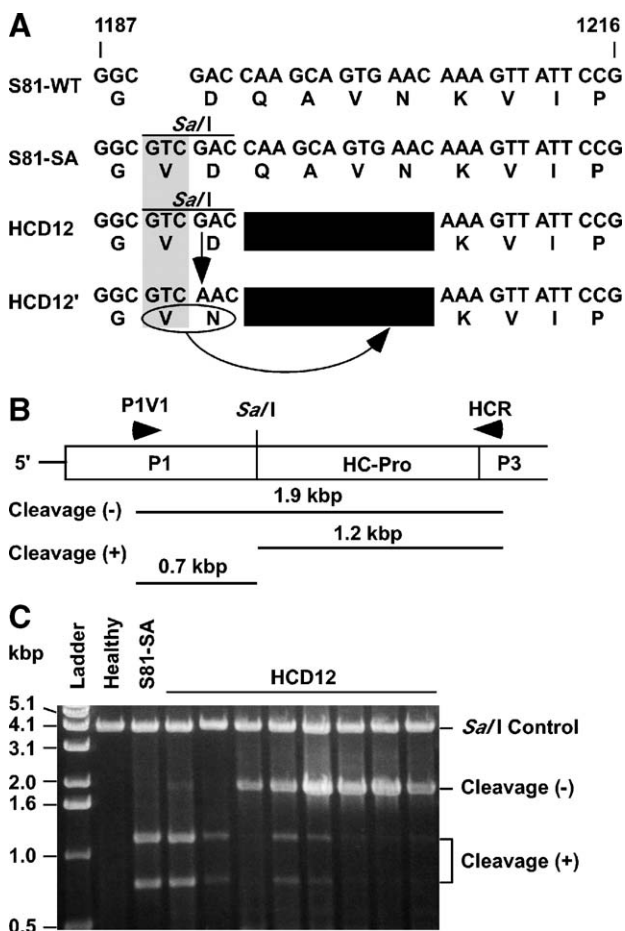 A
1187 1216
S81-WT GGC GAC CAA GCA GTG AAC AAA GTT ATT CCG
G D Q A V N K V I P
SalI
S81-SA GGC GTC GAC CAA GCA GTG AAC AAA GTT ATT CCG
G V D Q A V N K V I P
SalI
HCD12 GGC GTC GAC AAA GTT ATT CCG
G V D K V I P
HCD12' GGC GTC AAC AAA GTT ATT CCG
G V N K V I P
B
P1V1 SalI HCR
5' P1 HC-Pro P3
Cleavage (-) 1.9 kbp
1.2 kbp
Cleavage (+)
0.7 kbp
C
kbp Ladder Healthy S81-SA HCD12
5.1
4.1 SalI Control
3.1
2.0 Cleavage (-)
1.6
1.0 Cleavage (+)
0.5